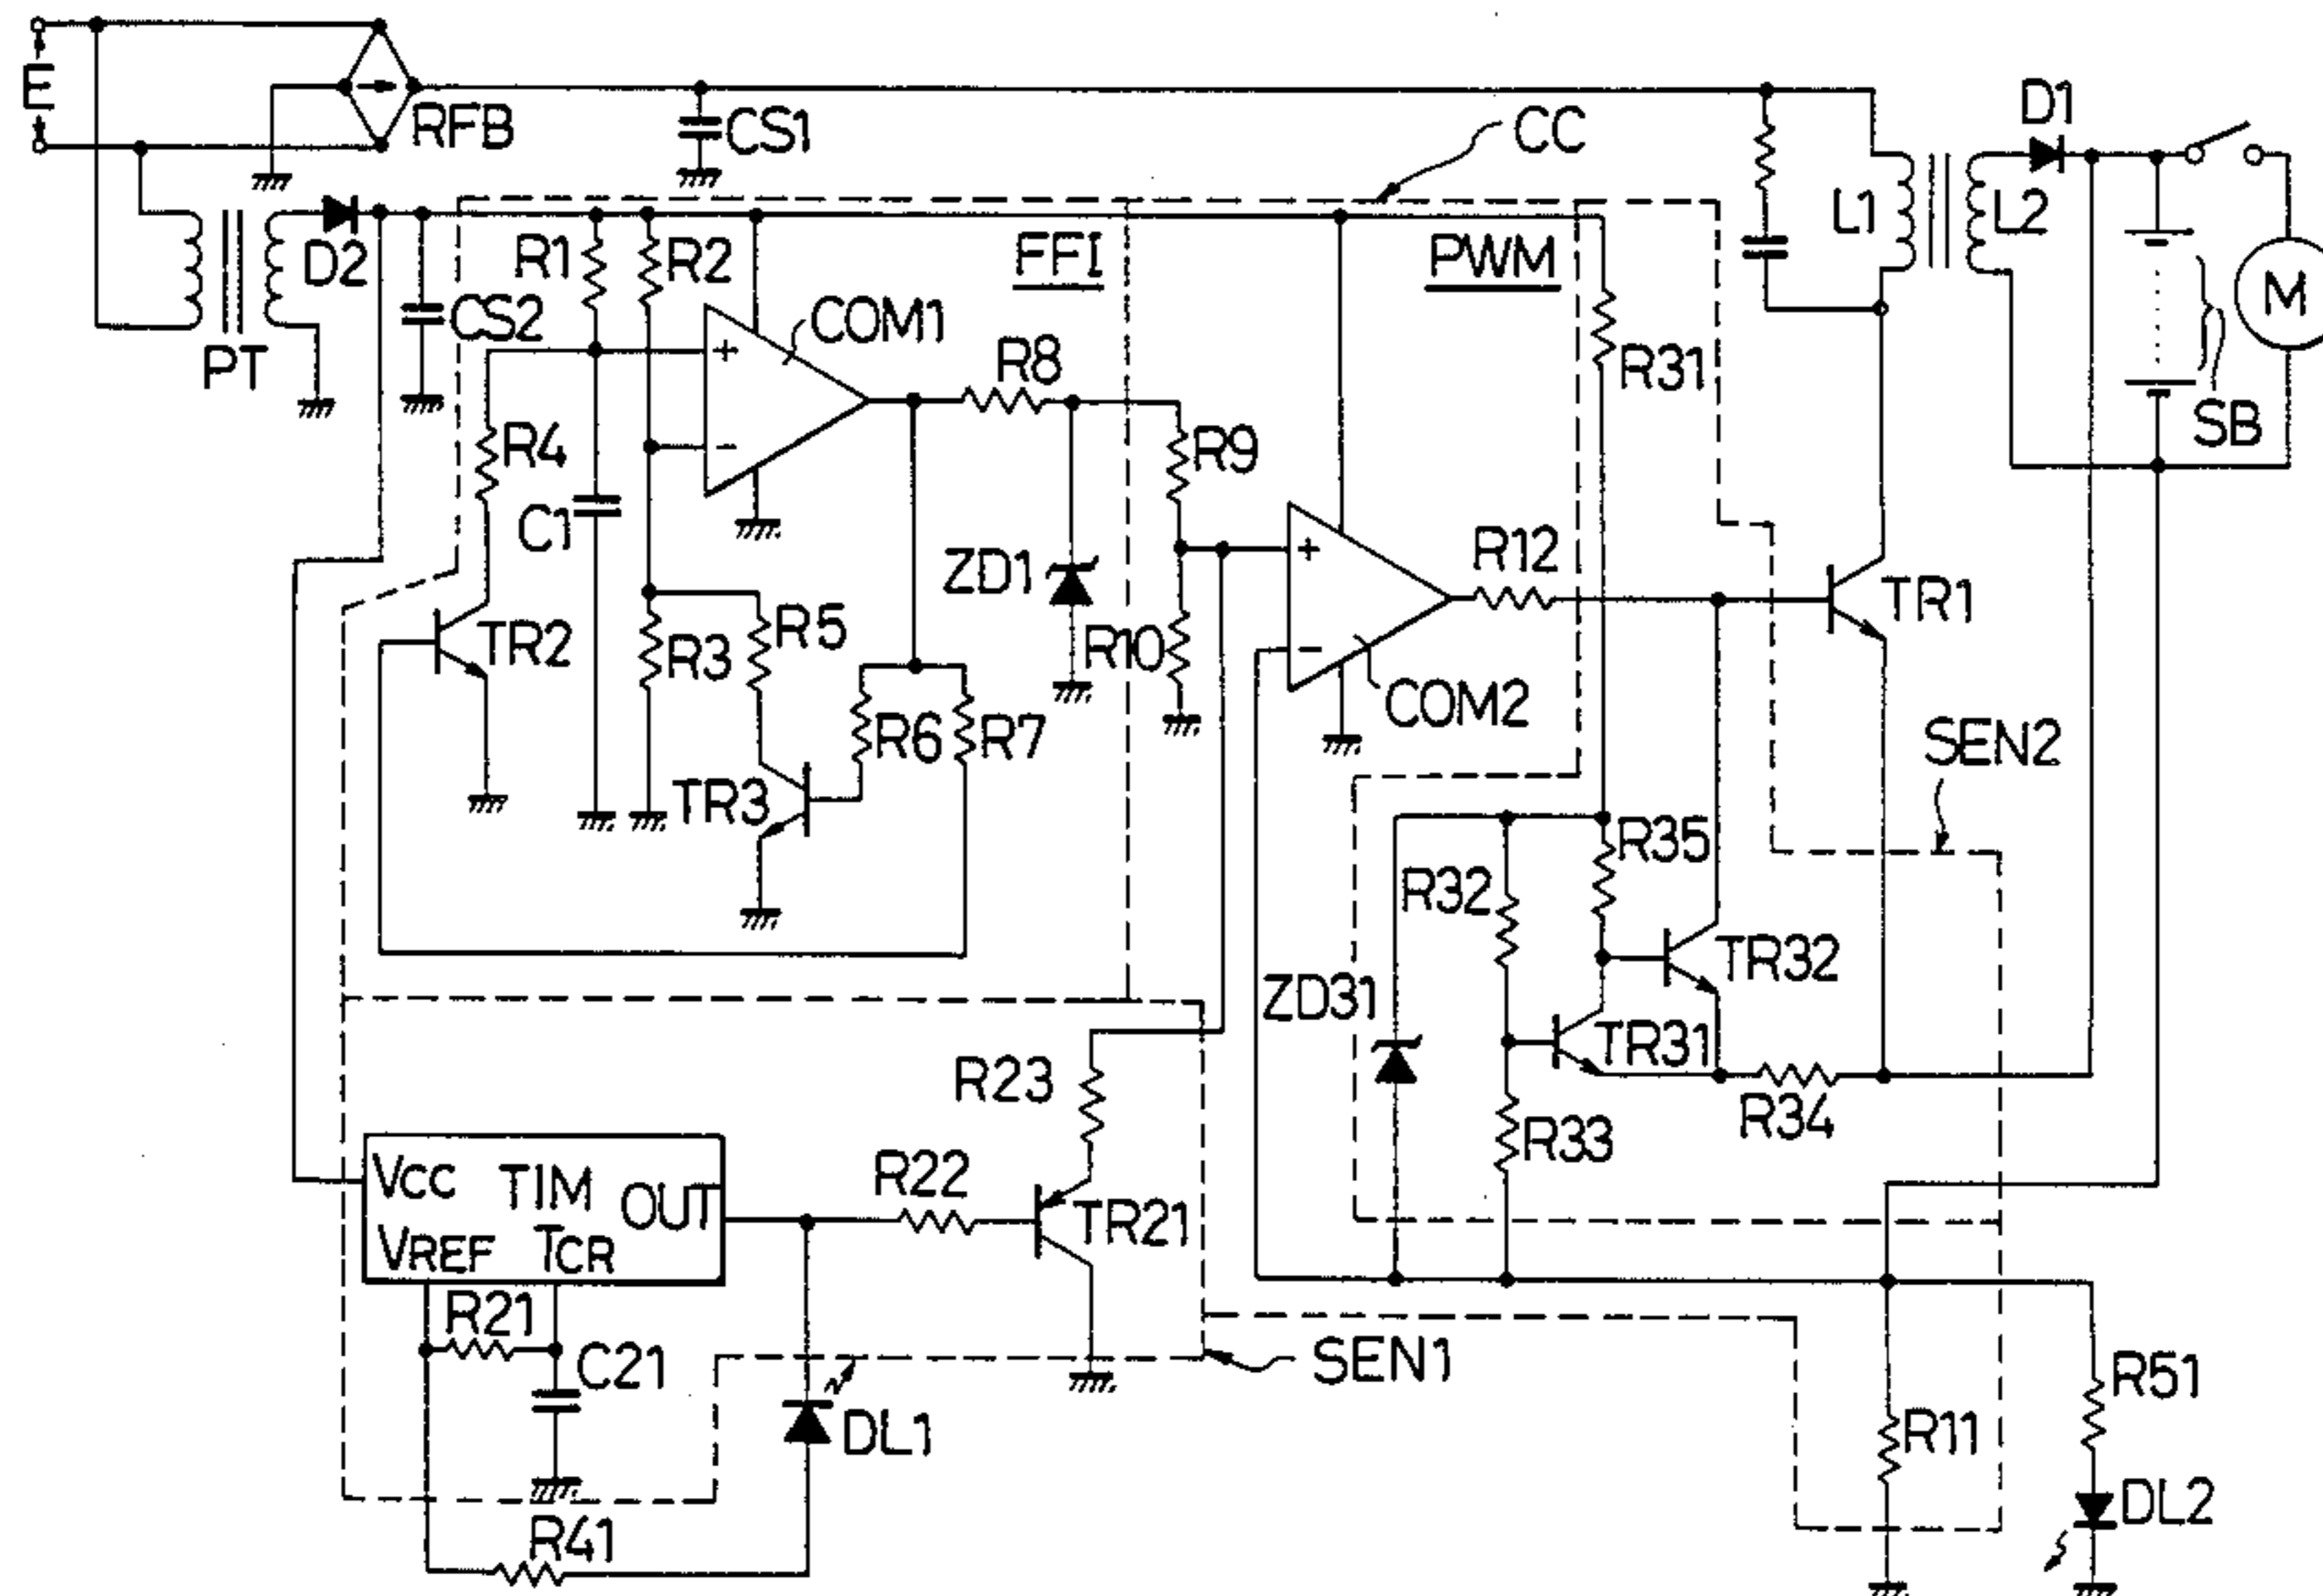 E
RFB
CS1
CC
D1
D2
R1
R2
FFI
PWM
L1
L2
M
PT
CS2
COM1
R8
R31
SB
R4
C1
R9
ZD1
R12
TR1
TR2
R3
R5
R10
COM2
R6
R7
SEN2
TR3
R35
R32
TR32
ZD31
TR31
R23
R34
R33
VCC
TIM
OUT
R22
TR21
VREF
TCR
R21
C21
SEN1
DL1
R51
R11
R41
DL2